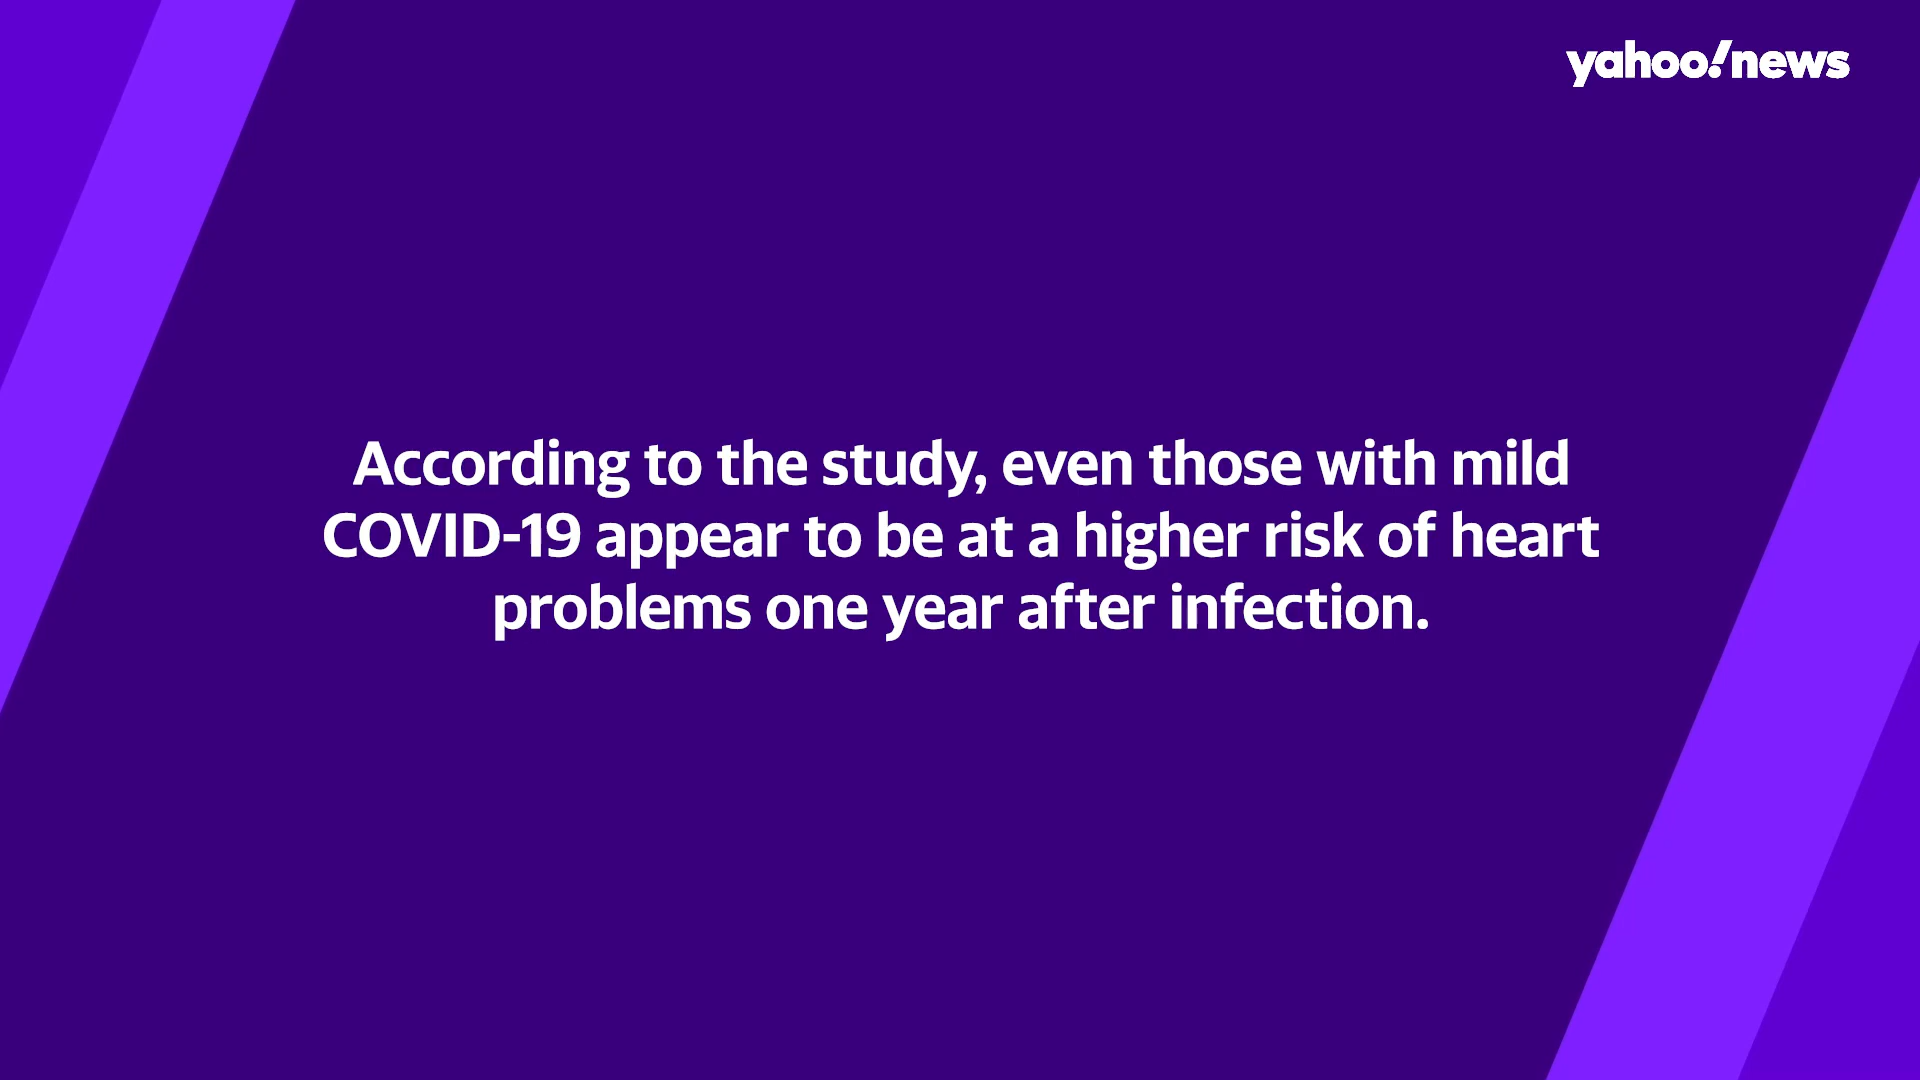 yahoo!news
According to the study, even those with mild
COVID-19 appear to be at a higher risk of heart
problems one year after infection.